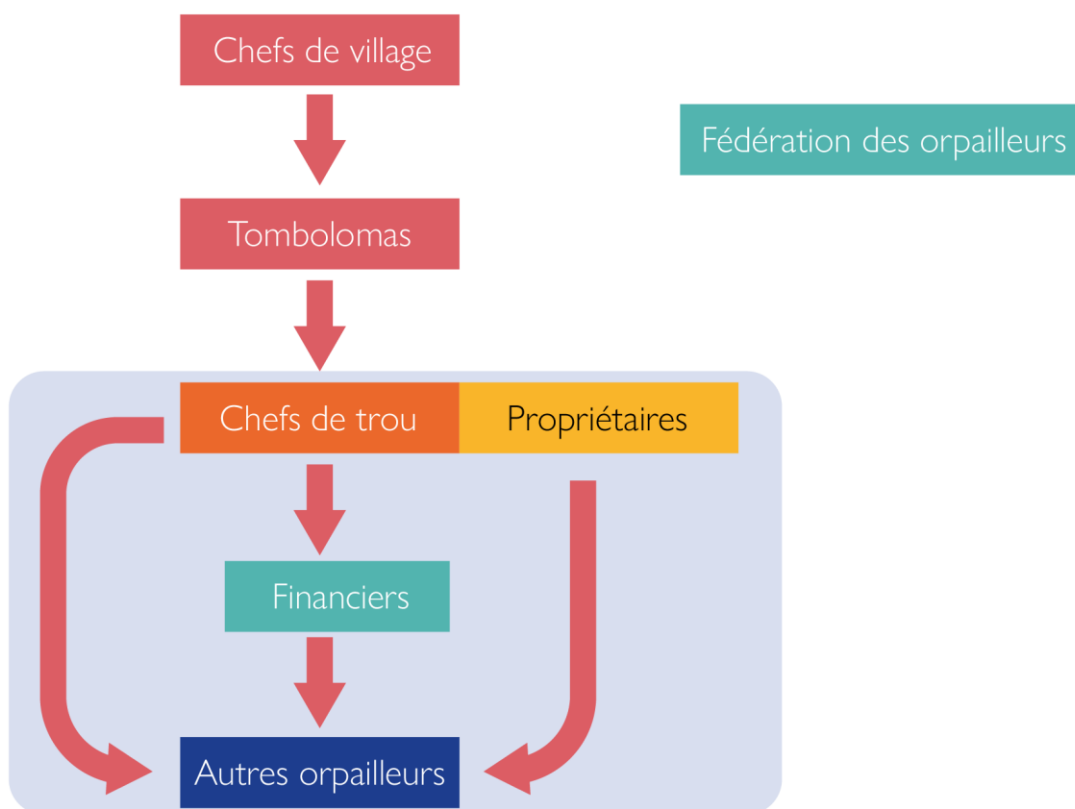 Chefs de village
Fédération des orpailleurs
Tombolomas
Chefs de trou
Propriétaires
Financiers
Autres orpailleurs